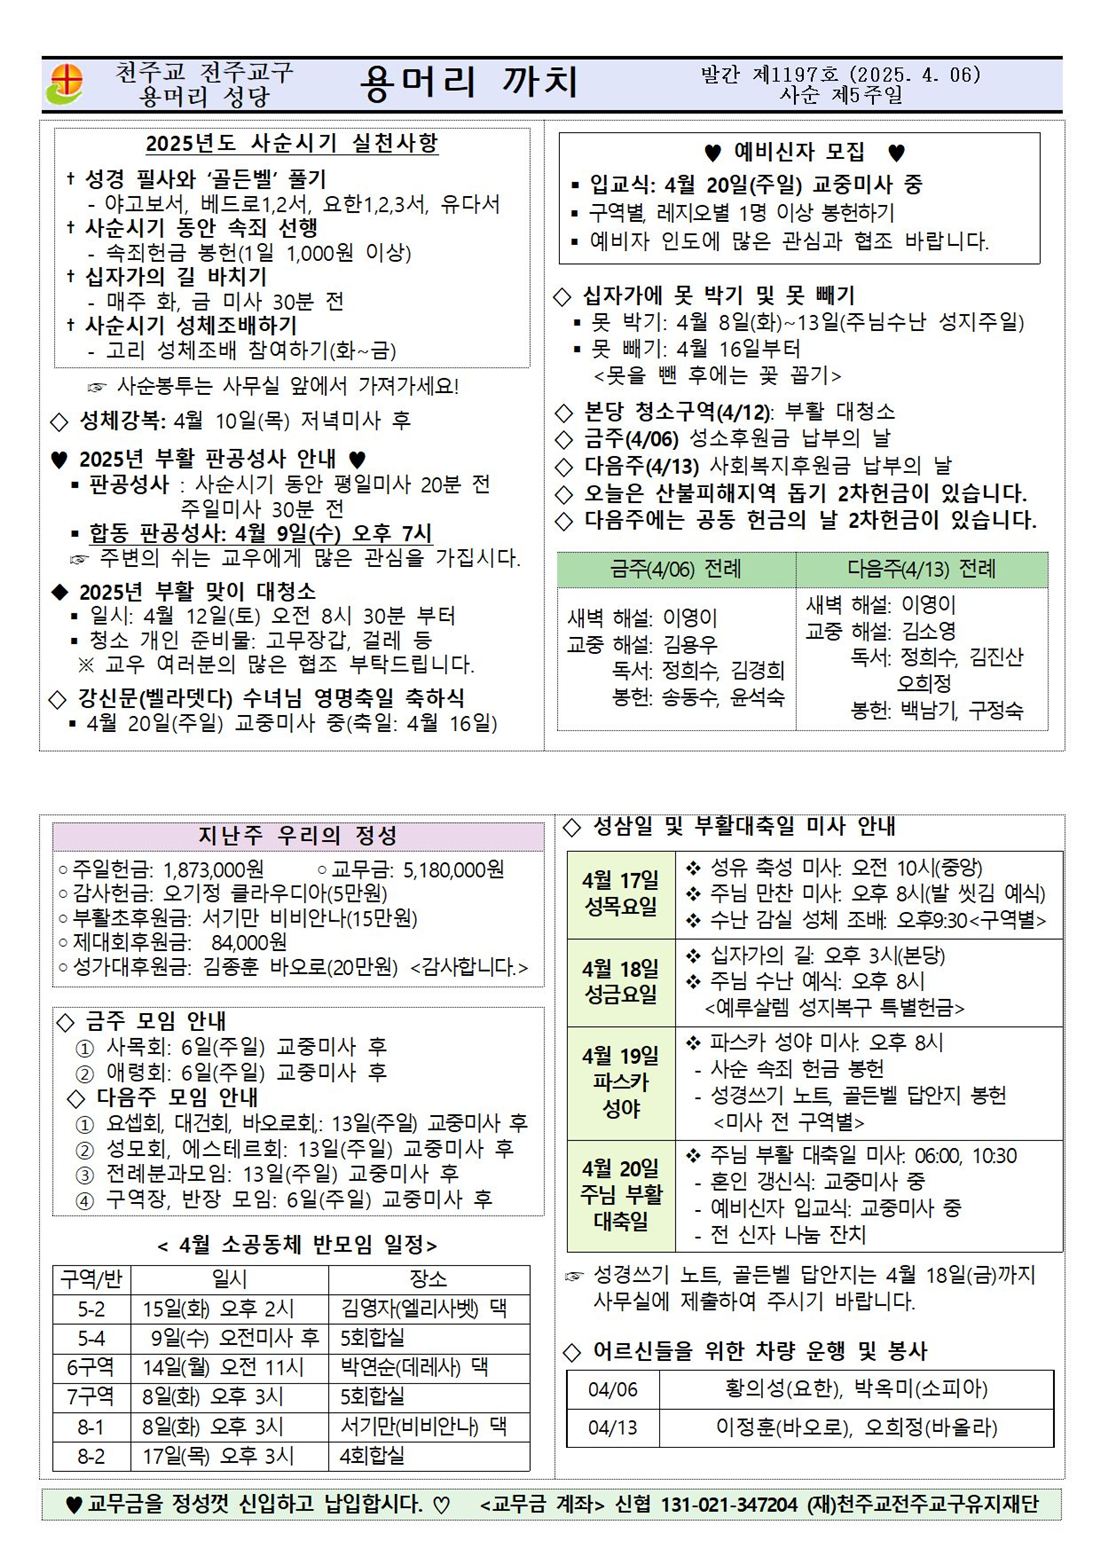 천주교 전주교구
용머리 성당
용머리 까치
발간 제1197호 (2025. 4. 06)
사순 제5주일
2025년도 사순시기 실천사항
† 성경 필사와 ‘골든벨’ 풀기
- 야고보서, 베드로1,2서, 요한1,2,3서, 유다서
† 사순시기 동안 속죄 선행
- 속죄헌금 봉헌(1일 1,000원 이상)
† 십자가의 길 바치기
- 매주 화, 금 미사 30분 전
† 사순시기 성체조배하기
- 고리 성체조배 참여하기(화~금)
☞ 사순봉투는 사무실 앞에서 가져가세요!
◇ 성체강복: 4월 10일(목) 저녁미사 후
♥ 2025년 부활 판공성사 안내 ♥
▪ 판공성사 : 사순시기 동안 평일미사 20분 전
주일미사 30분 전
▪ 합동 판공성사: 4월 9일(수) 오후 7시
☞ 주변의 쉬는 교우에게 많은 관심을 가집시다.
◆ 2025년 부활 맞이 대청소
▪ 일시: 4월 12일(토) 오전 8시 30분 부터
▪ 청소 개인 준비물: 고무장갑, 걸레 등
※ 교우 여러분의 많은 협조 부탁드립니다.
◇ 강신문(벨라뎃다) 수녀님 영명축일 축하식
▪ 4월 20일(주일) 교중미사 중(축일: 4월 16일)
♥ 예비신자 모집 ♥
▪ 입교식: 4월 20일(주일) 교중미사 중
▪ 구역별, 레지오별 1명 이상 봉헌하기
▪ 예비자 인도에 많은 관심과 협조 바랍니다.
◇ 십자가에 못 박기 및 못 빼기
▪ 못 박기: 4월 8일(화)~13일(주님수난 성지주일)
▪ 못 빼기: 4월 16일부터
<못을 뺀 후에는 꽃 꼽기>
◇ 본당 청소구역(4/12): 부활 대청소
◇ 금주(4/06) 성소후원금 납부의 날
◇ 다음주(4/13) 사회복지후원금 납부의 날
◇ 오늘은 산불피해지역 돕기 2차헌금이 있습니다.
◇ 다음주에는 공동 헌금의 날 2차헌금이 있습니다.
금주(4/06) 전례
새벽 해설: 이영이
교중 해설: 김용우
독서: 정희수, 김경희
봉헌: 송동수, 윤석숙
다음주(4/13) 전례
새벽 해설: 이영이
교중 해설: 김소영
독서: 정희수, 김진산
오희정
봉헌: 백남기, 구정숙
지난주 우리의 정성
○ 주일헌금: 1,873,000원 ○ 교무금: 5,180,000원
○ 감사헌금: 오기정 클라우디아(5만원)
○ 부활초후원금: 서기만 비비안나(15만원)
○ 제대회후원금: 84,000원
○ 성가대후원금: 김종훈 바오로(20만원) <감사합니다.>
◇ 금주 모임 안내
① 사목회: 6일(주일) 교중미사 후
② 애령회: 6일(주일) 교중미사 후
◇ 다음주 모임 안내
① 요셉회, 대건회, 바오로회,: 13일(주일) 교중미사 후
② 성모회, 에스테르회: 13일(주일) 교중미사 후
③ 전례분과모임: 13일(주일) 교중미사 후
④ 구역장, 반장 모임: 6일(주일) 교중미사 후
< 4월 소공동체 반모임 일정>
구역/반 일시 장소
5-2 15일(화) 오후 2시 김영자(엘리사벳) 댁
5-4 9일(수) 오전미사 후 5회합실
6구역 14일(월) 오전 11시 박연순(데레사) 댁
7구역 8일(화) 오후 3시 5회합실
8-1 8일(화) 오후 3시 서기만(비비안나) 댁
8-2 17일(목) 오후 3시 4회합실
◇ 성삼일 및 부활대축일 미사 안내
4월 17일
성목요일
❖ 성유 축성 미사: 오전 10시(중앙)
❖ 주님 만찬 미사: 오후 8시(발 씻김 예식)
❖ 수난 감실 성체 조배: 오후9:30<구역별>
4월 18일
성금요일
❖ 십자가의 길: 오후 3시(본당)
❖ 주님 수난 예식: 오후 8시
<예루살렘 성지복구 특별헌금>
4월 19일
파스카
성야
❖ 파스카 성야 미사: 오후 8시
- 사순 속죄 헌금 봉헌
- 성경쓰기 노트, 골든벨 답안지 봉헌
<미사 전 구역별>
4월 20일
주님 부활
대축일
❖ 주님 부활 대축일 미사: 06:00, 10:30
- 혼인 갱신식: 교중미사 중
- 예비신자 입교식: 교중미사 중
- 전 신자 나눔 잔치
☞ 성경쓰기 노트, 골든벨 답안지는 4월 18일(금)까지
사무실에 제출하여 주시기 바랍니다.
◇ 어르신들을 위한 차량 운행 및 봉사
04/06 황의성(요한), 박옥미(소피아)
04/13 이정훈(바오로), 오희정(바올라)
♥ 교무금을 정성껏 신입하고 납입합시다. ♡ <교무금 계좌> 신협 131-021-347204 (재)천주교전주교구유지재단